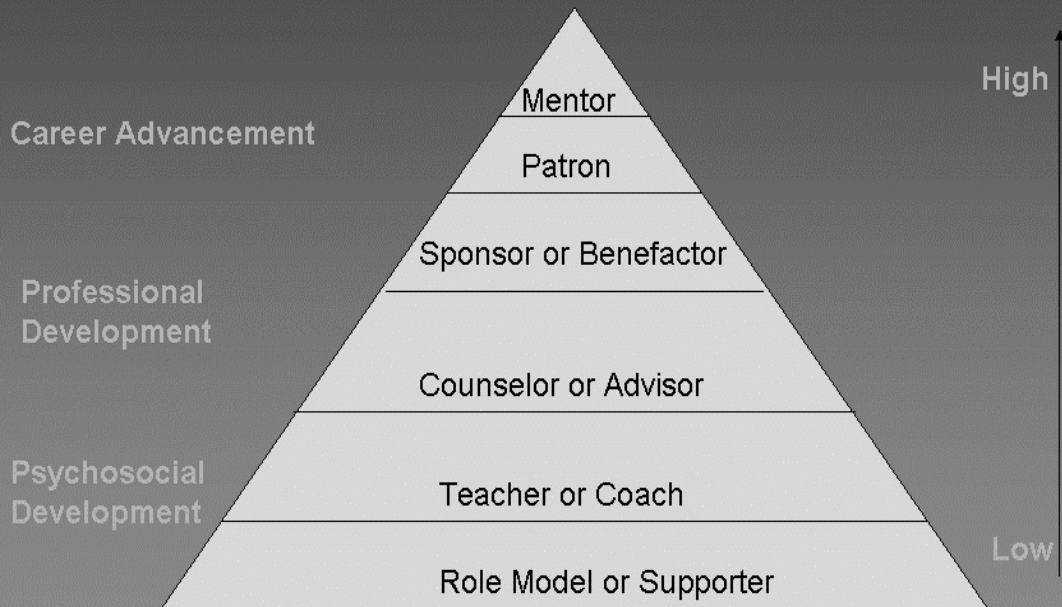 High
Mentor
Career Advancement
Patron
Sponsor or Benefactor
Professional
Development
Counselor or Advisor
Psychosocial
Development
Teacher or Coach
Low
Role Model or Supporter